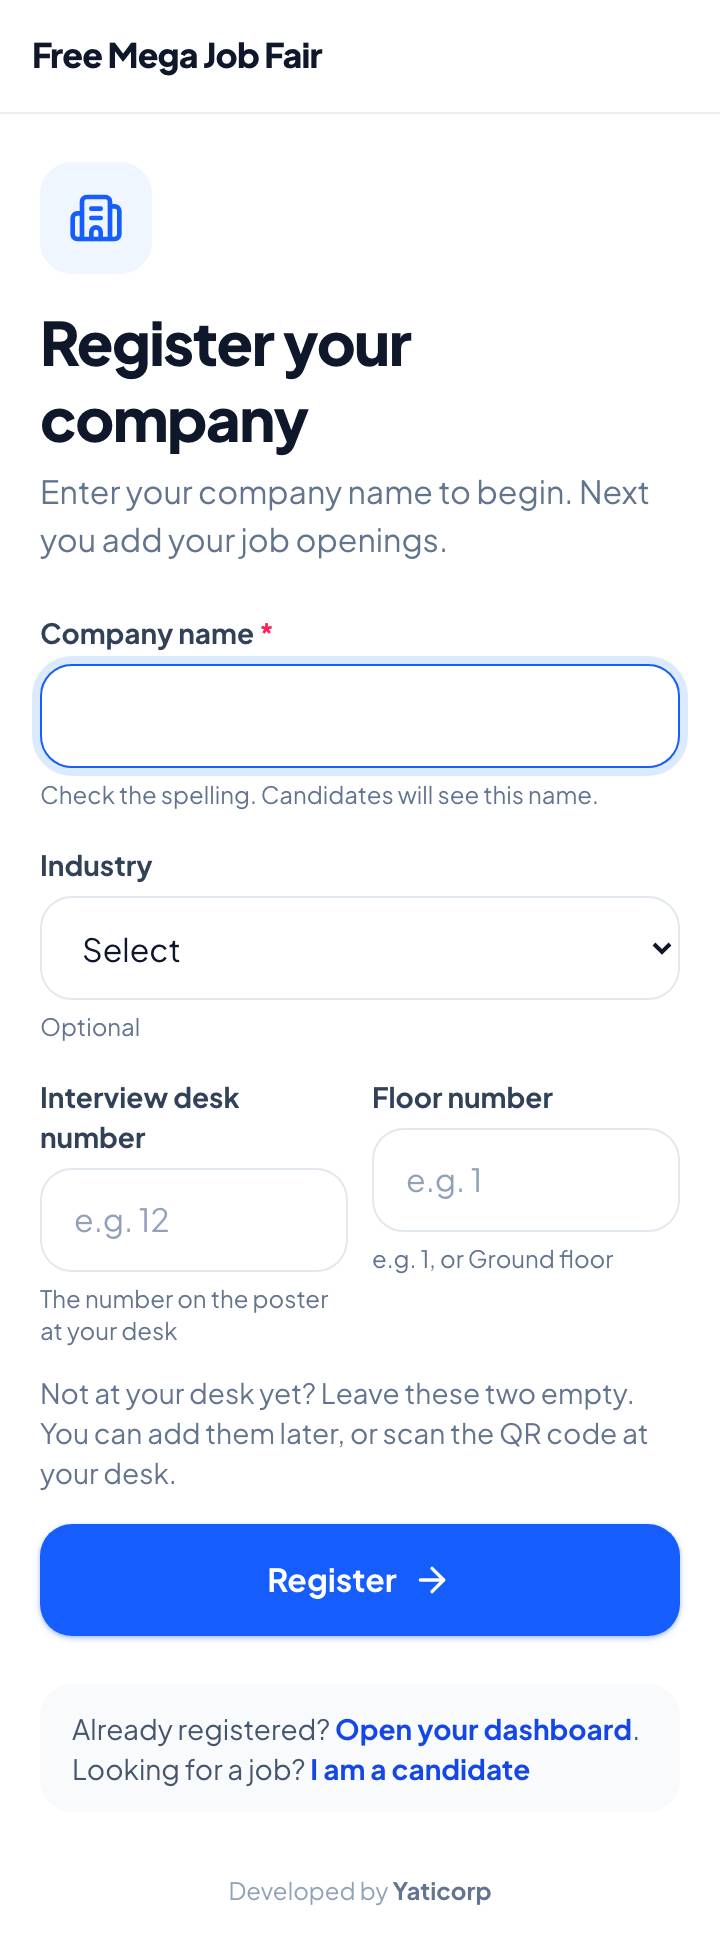 Free Mega Job Fair
Register your
company
Enter your company name to begin. Next
you add your job openings.
Company name *
Check the spelling. Candidates will see this name.
Industry
Select
Optional
Interview desk
number
e.g. 12
The number on the poster
at your desk
Floor number
e.g. 1
e.g. 1, or Ground floor
Not at your desk yet? Leave these two empty.
You can add them later, or scan the QR code at
your desk.
Register →
Already registered? Open your dashboard.
Looking for a job? I am a candidate
Developed by Yaticorp